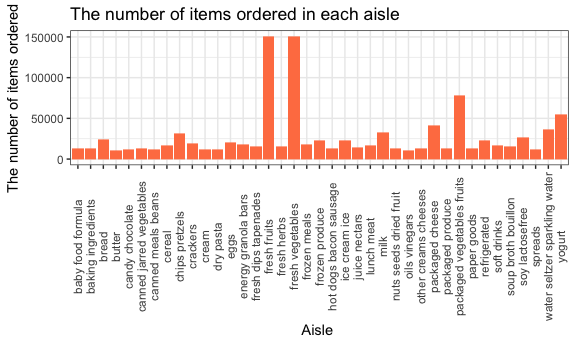 The number of items ordered in each aisle
The number of items ordered
150000
100000
50000
0
baby food formula
baking ingredients
bread
butter
candy chocolate
canned jarred vegetables
canned meals beans
cereal
chips pretzels
crackers
cream
dry pasta
eggs
energy granola bars
fresh dips tapenades
fresh fruits
fresh herbs
fresh vegetables
frozen meals
frozen produce
hot dogs bacon sausage
ice cream ice
juice nectars
lunch meat
milk
nuts seeds dried fruit
oils vinegars
other creams cheeses
packaged cheese
packaged produce
packaged vegetables fruits
paper goods
refrigerated
soft drinks
soup broth bouillon
soy lactosefree
spreads
water seltzer sparkling water
yogurt
Aisle